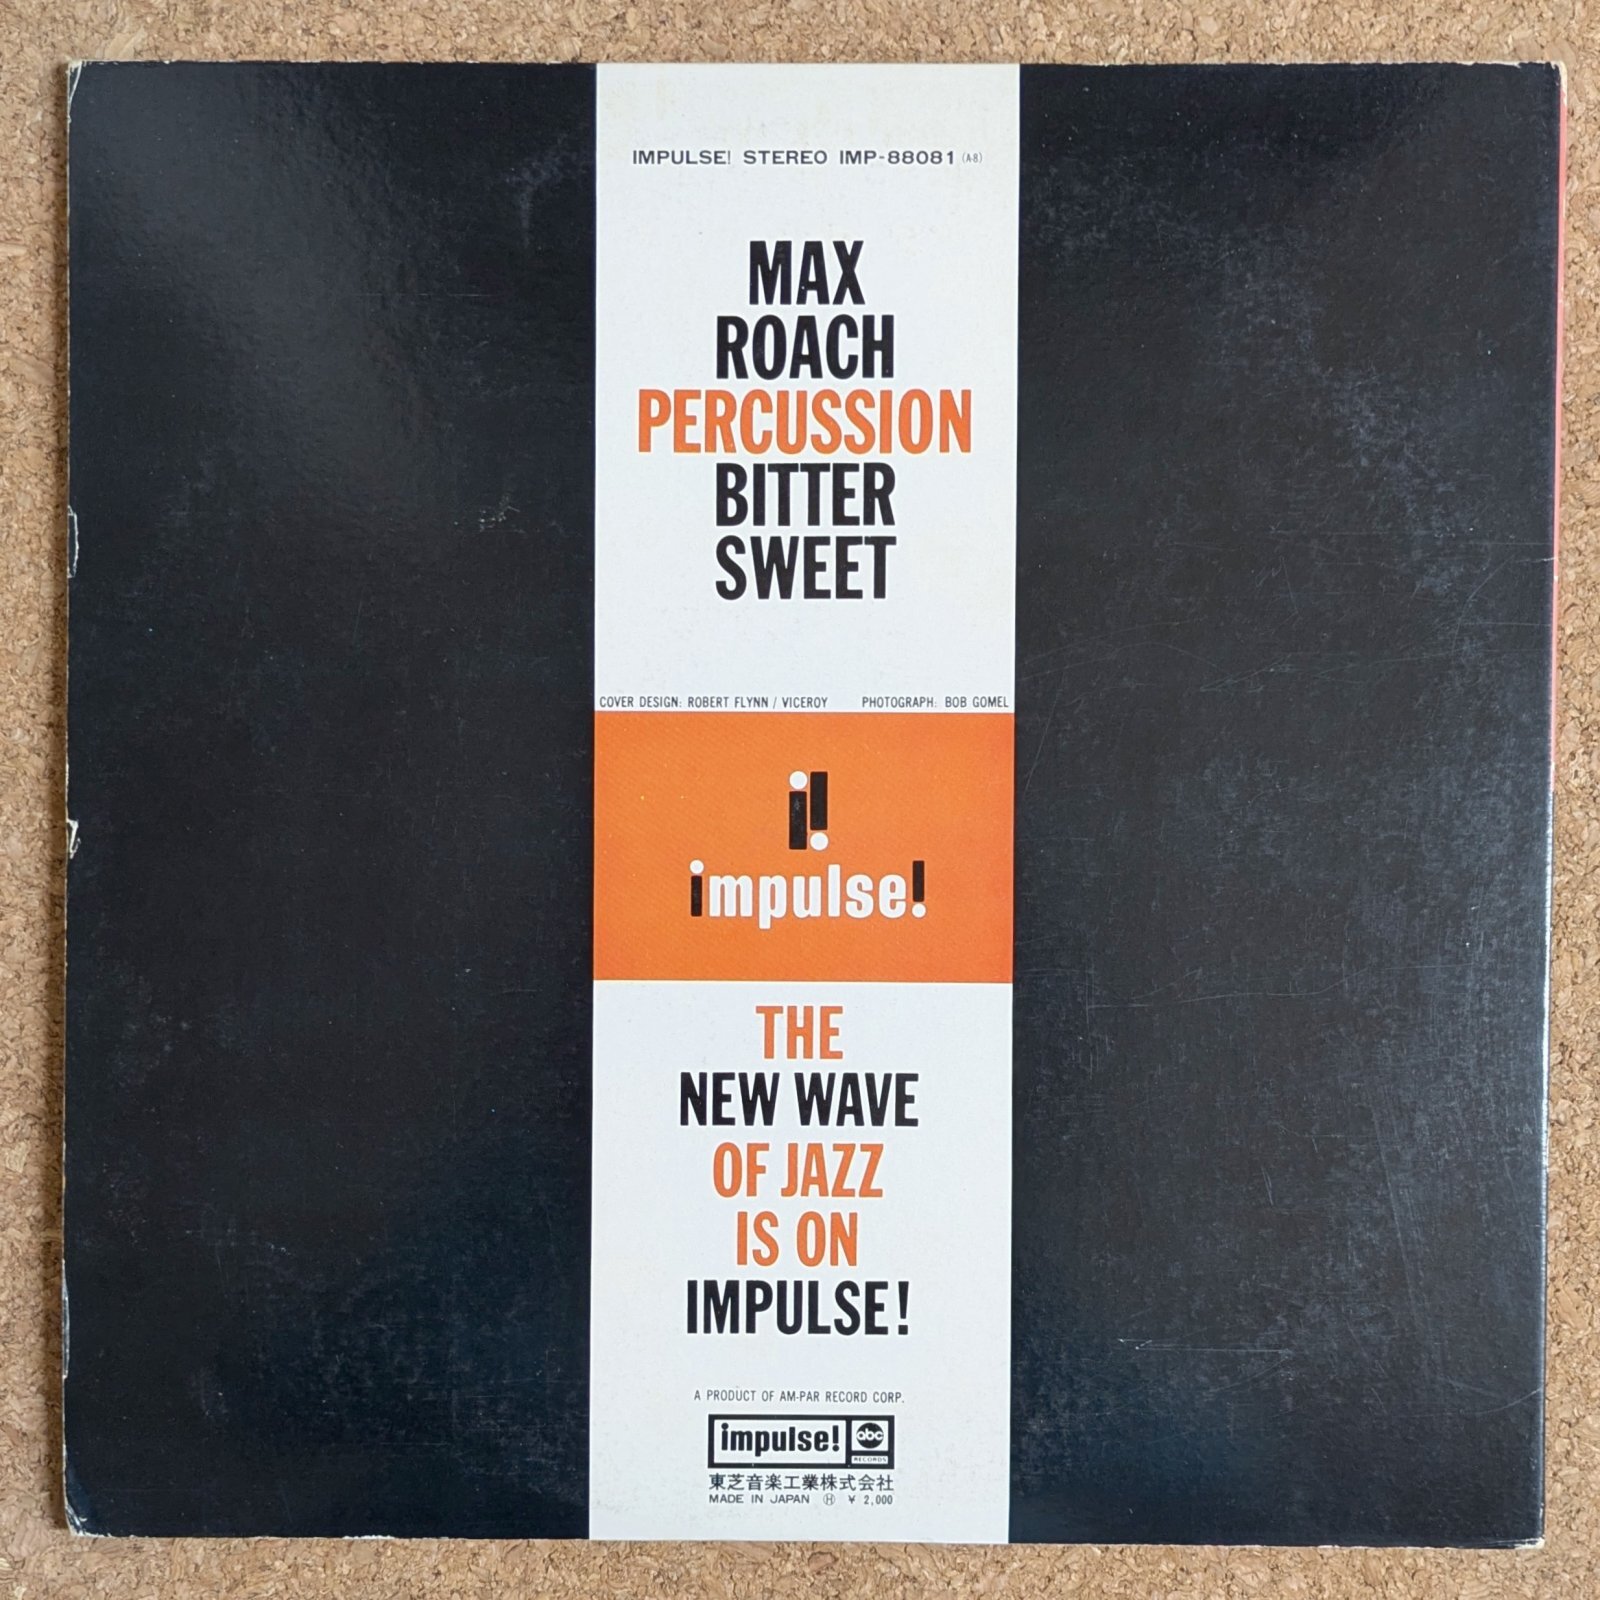 IMPULSE! STEREO IMP-88081 (A-8)
MAX
ROACH
PERCUSSION
BITTER
SWEET
COVER DESIGN: ROBERT FLYNN / VICEROY PHOTOGRAPH: BOB GOMEL
i!
impulse!
THE
NEW WAVE
OF JAZZ
IS ON
IMPULSE!
A PRODUCT OF AM-PAR RECORD CORP.
impulse! abc RECORDS
東芝音楽工業株式会社
MADE IN JAPAN Ⓗ ¥ 2,000